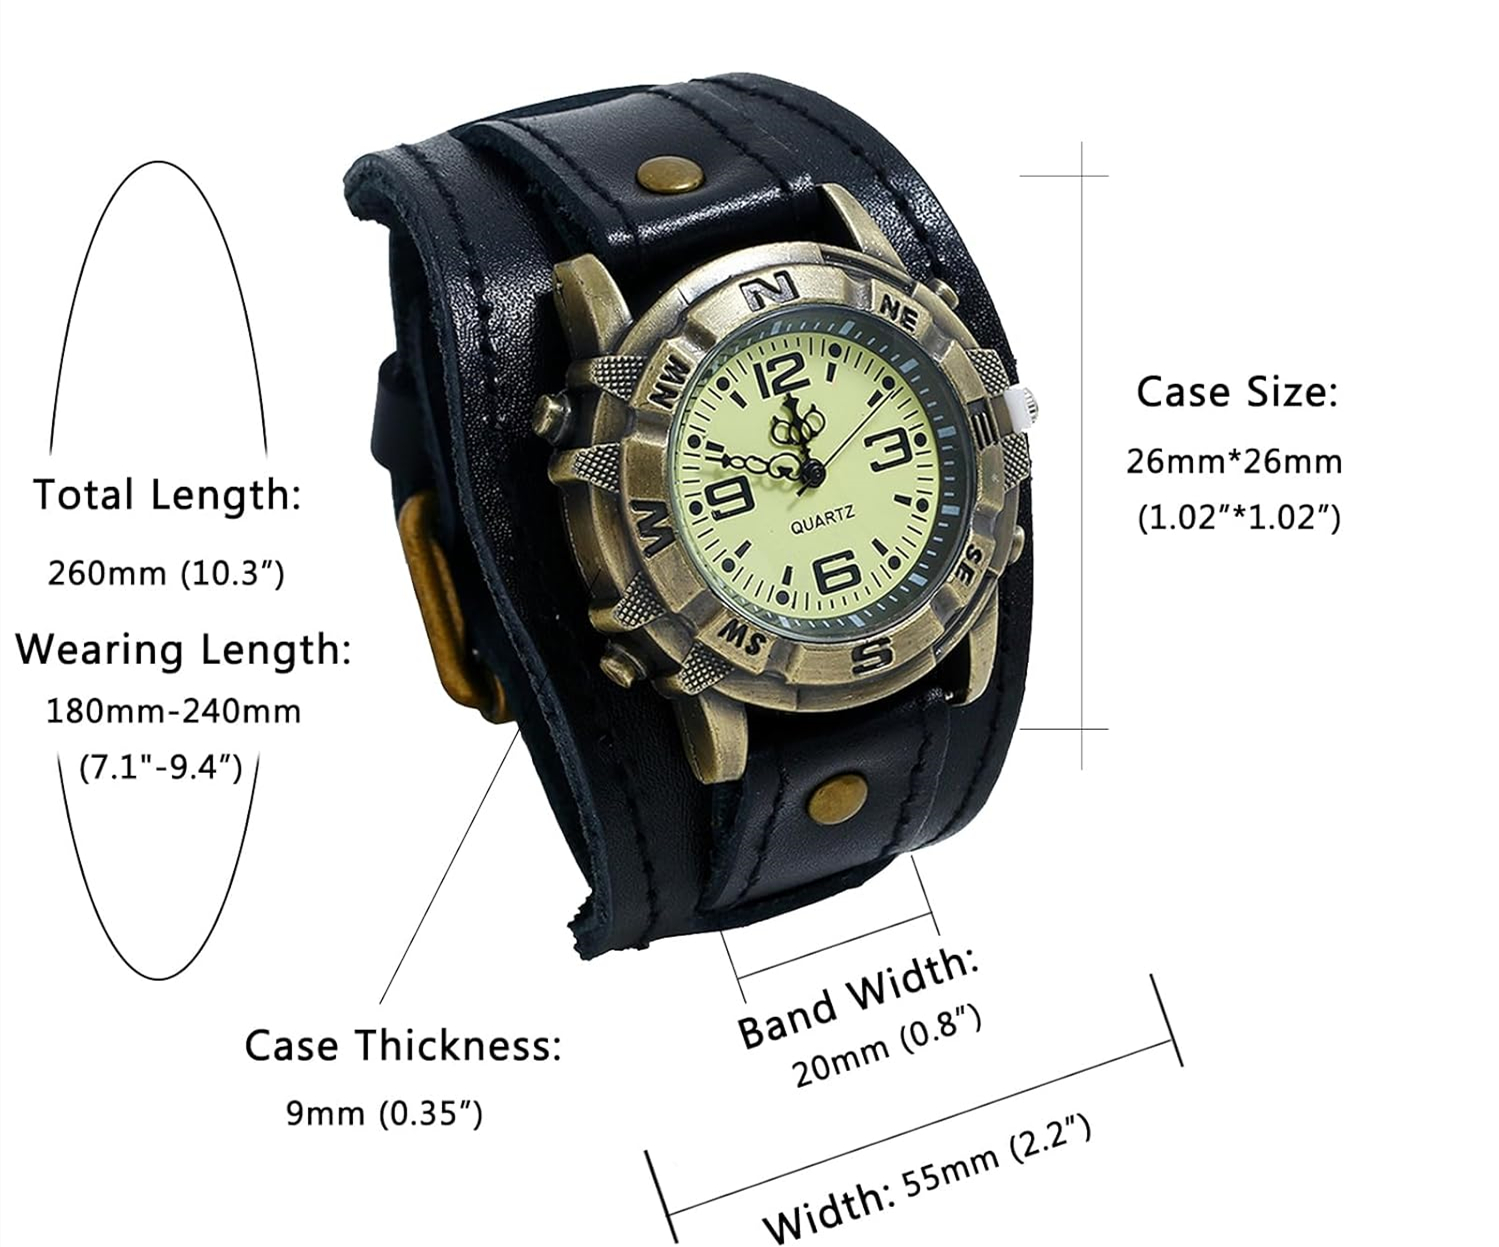 Total Length:
260mm (10.3″)
Wearing Length:
180mm-240mm
(7.1"-9.4″)
Case Size:
26mm*26mm
(1.02″*1.02″)
Case Thickness:
9mm (0.35″)
Band Width:
20mm (0.8″)
Width: 55mm (2.2″)
N
NE
NW
W
SW
S
SE
E
12
3
9
6
QUARTZ